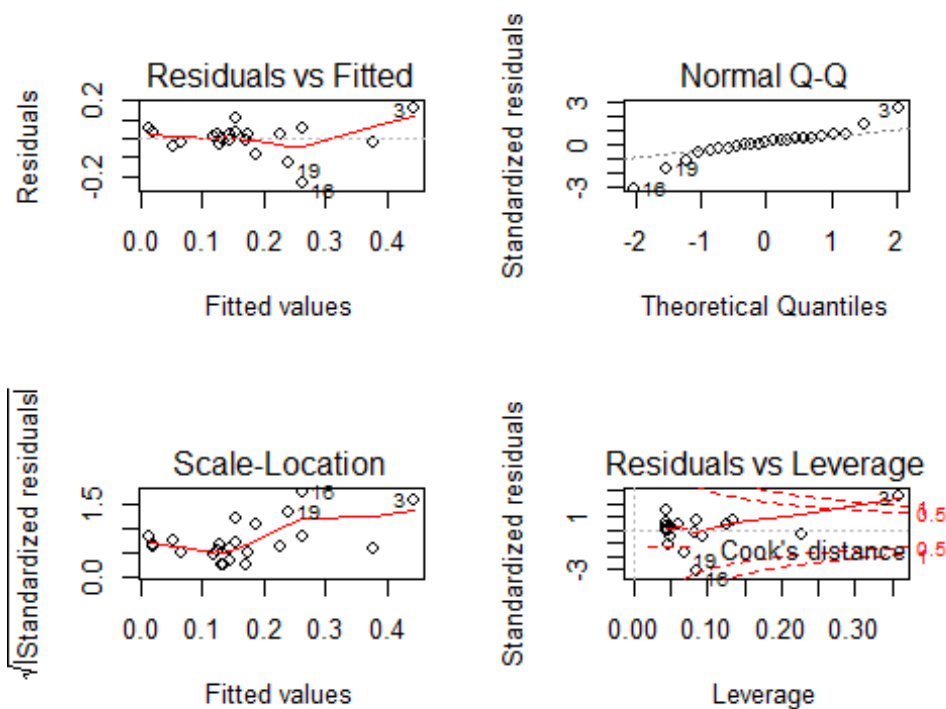 Residuals vs Fitted
Residuals
0.2
-0.2
3
19
16
0.0 0.1 0.2 0.3 0.4
Fitted values
Normal Q-Q
Standardized residuals
3
0
-3
3
19
16
-2 -1 0 1 2
Theoretical Quantiles
Scale-Location
√|Standardized residuals|
1.5
0.0
16
3
19
0.0 0.1 0.2 0.3 0.4
Fitted values
Residuals vs Leverage
Standardized residuals
1
-3
3
1
0.5
0.5
1
19
16
Cook's distance
0.00 0.10 0.20 0.30
Leverage